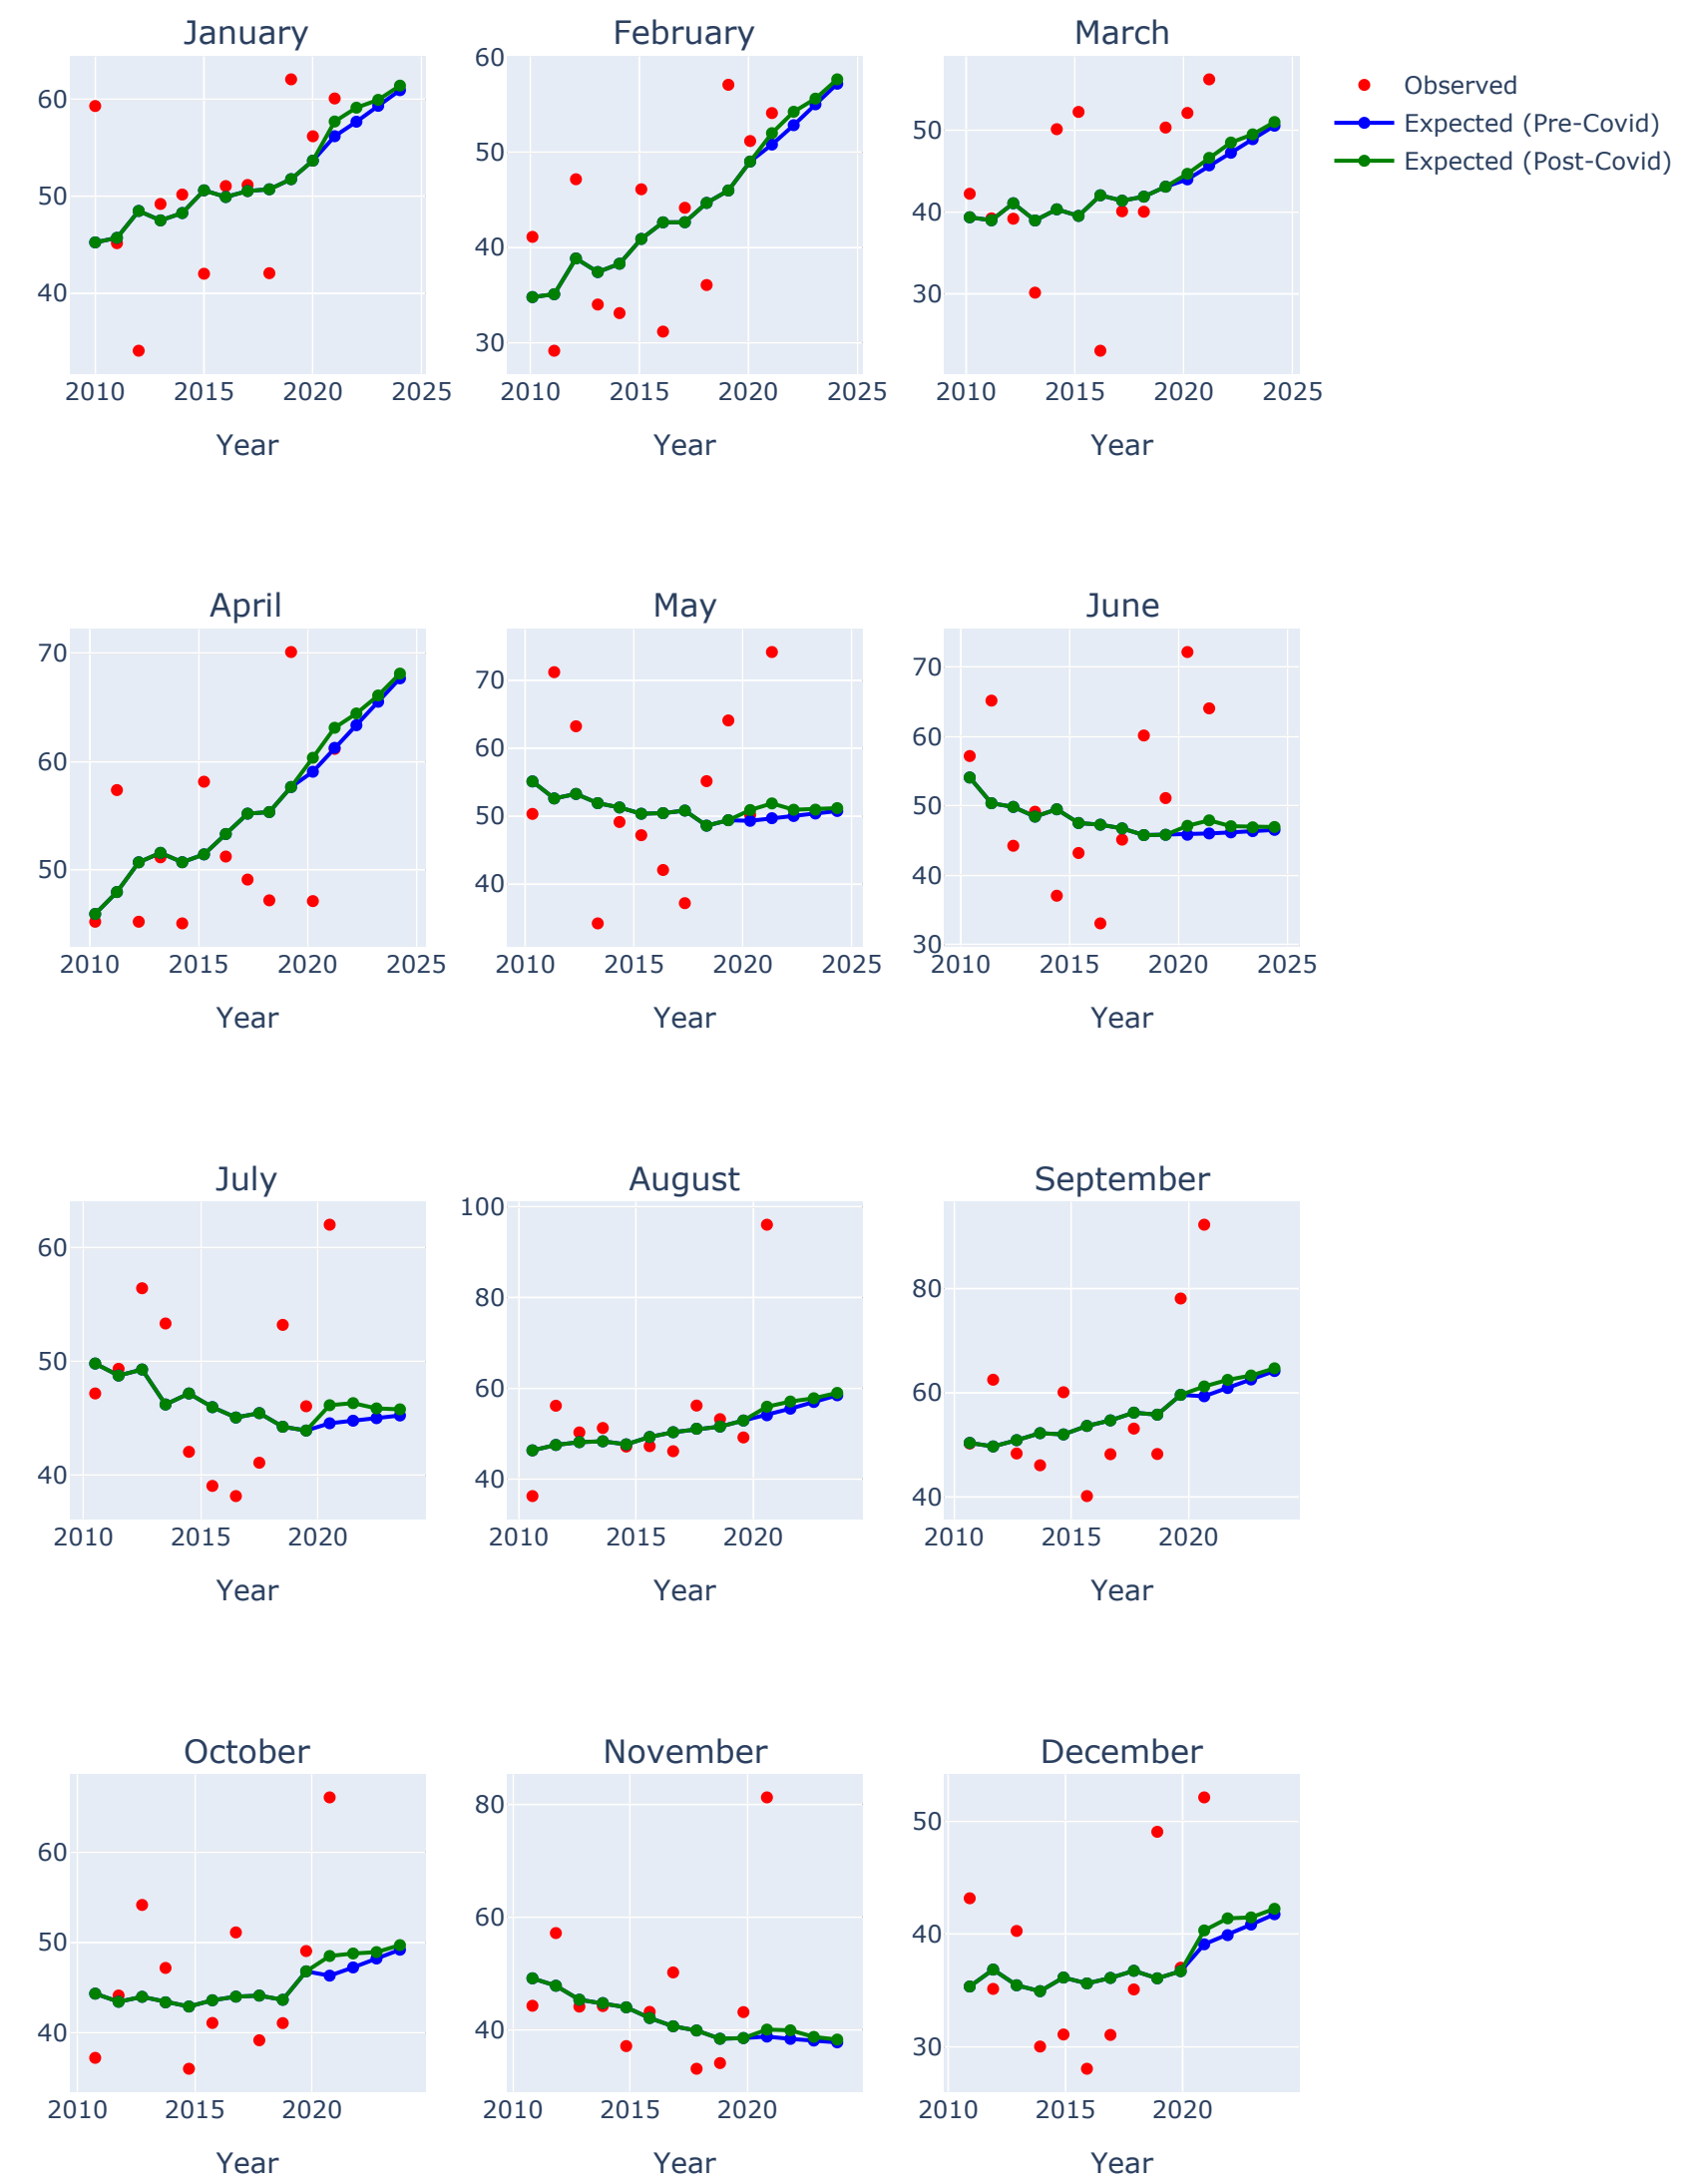 January February March
60
50
40
2010 2015 2020 2025
Year
60
50
40
30
2010 2015 2020 2025
Year
50
40
30
2010 2015 2020 2025
Year
Observed
Expected (Pre-Covid)
Expected (Post-Covid)
April May June
70
60
50
2010 2015 2020 2025
Year
70
60
50
40
2010 2015 2020 2025
Year
70
60
50
40
30
2010 2015 2020 2025
Year
July August September
60
50
40
2010 2015 2020
Year
100
80
60
40
2010 2015 2020
Year
80
60
40
2010 2015 2020
Year
October November December
60
50
40
2010 2015 2020
Year
80
60
40
2010 2015 2020
Year
50
40
30
2010 2015 2020
Year